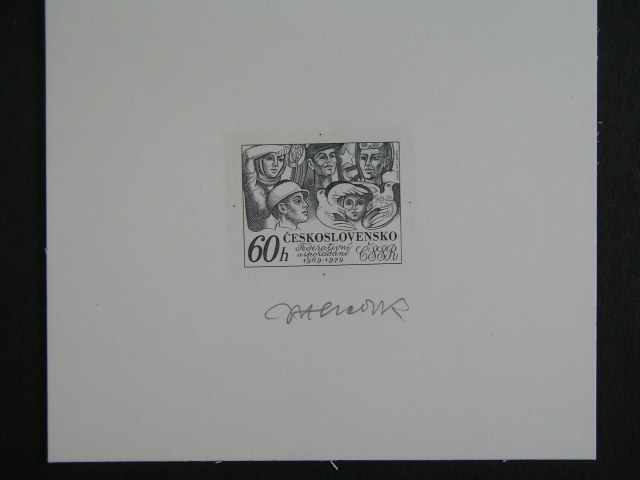 60h ČESKOSLOVENSKO
federativní
uspořádání
1969-1979
ČSSR